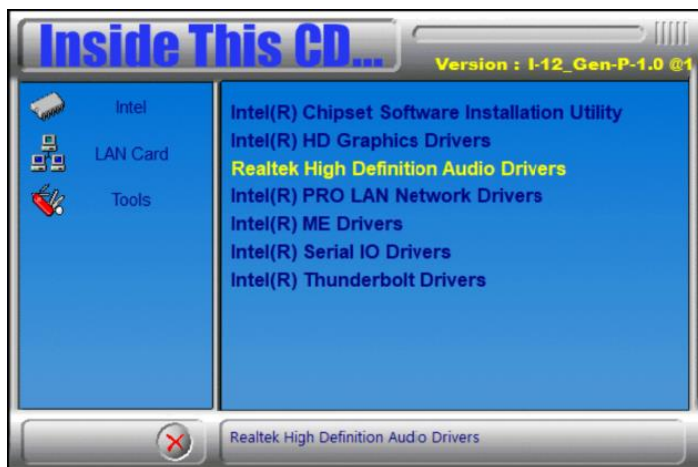 Inside This CD...
Version : I-12_Gen-P-1.0 @1
Intel
LAN Card
Tools
Intel(R) Chipset Software Installation Utility
Intel(R) HD Graphics Drivers
Realtek High Definition Audio Drivers
Intel(R) PRO LAN Network Drivers
Intel(R) ME Drivers
Intel(R) Serial IO Drivers
Intel(R) Thunderbolt Drivers
Realtek High Definition Audio Drivers